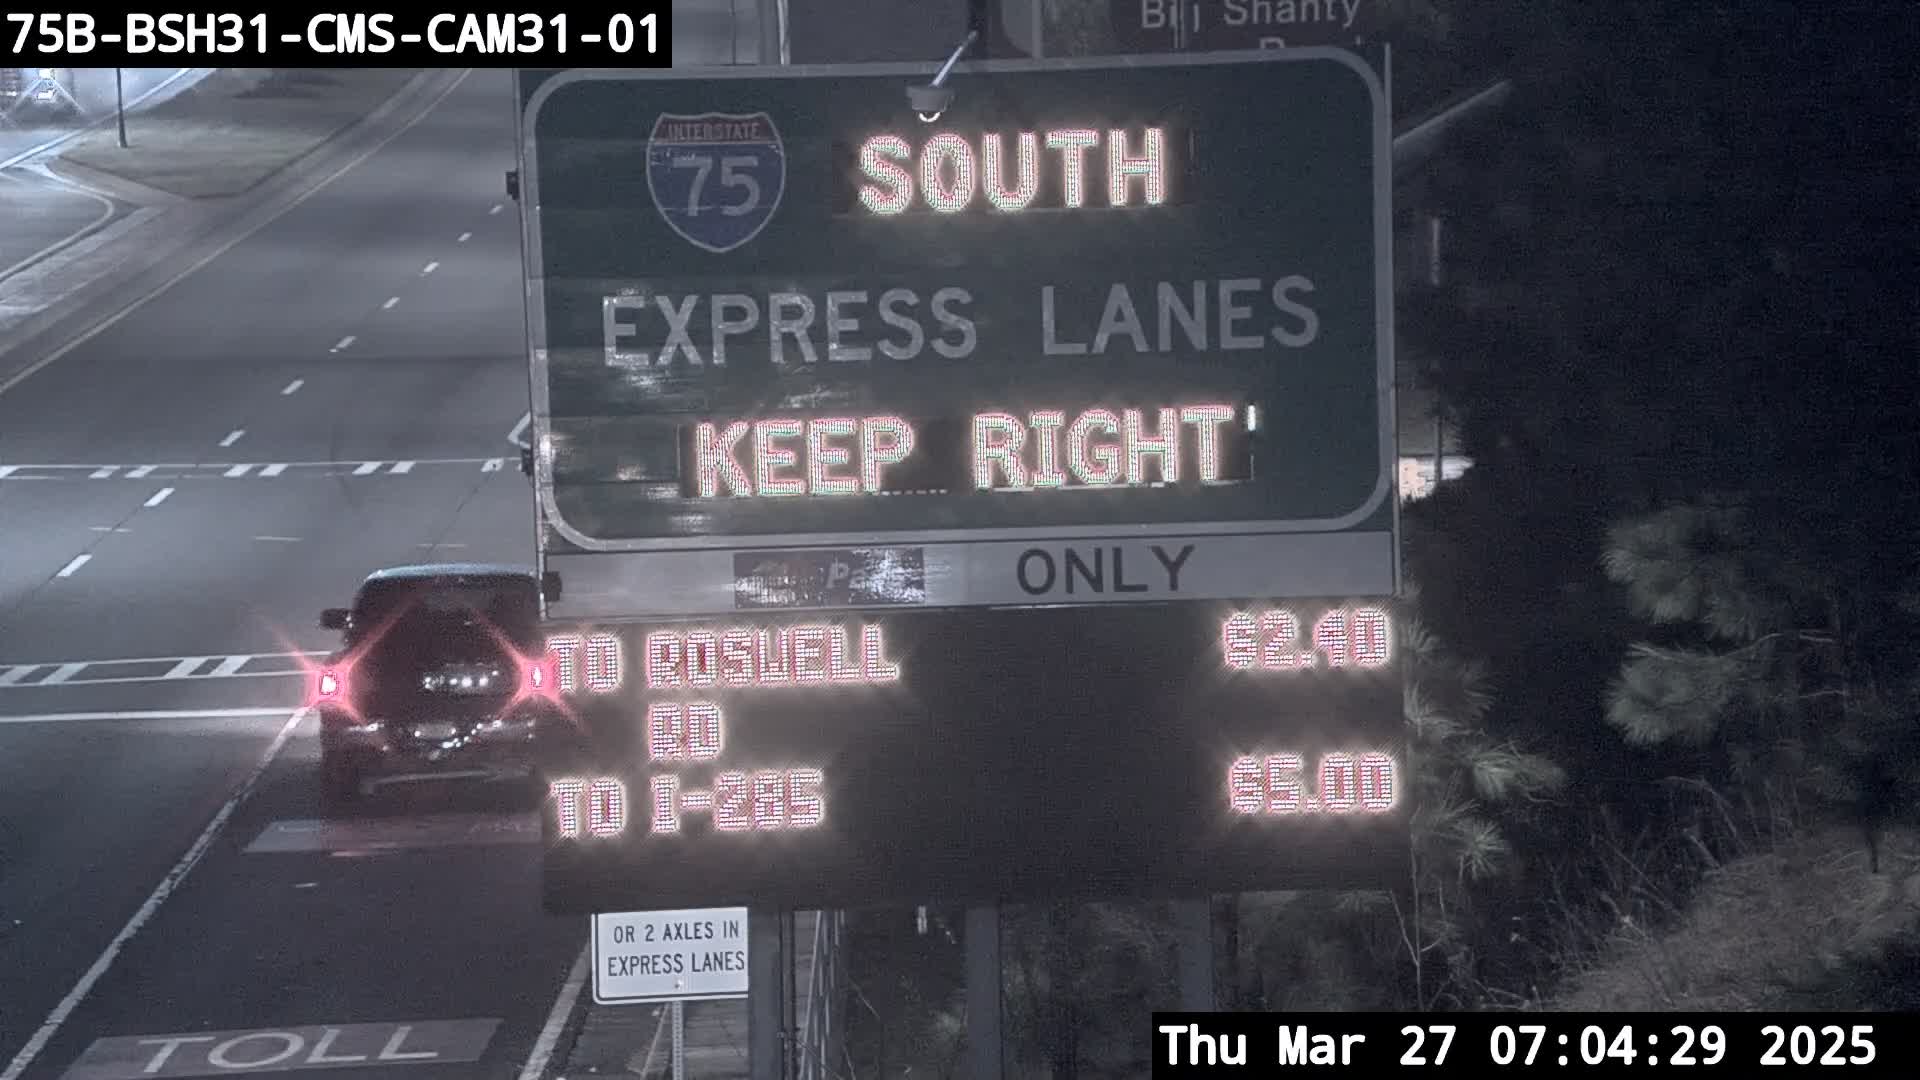 75B-BSH31-CMS-CAM31-01
Shanty
INTERSTATE
75
SOUTH
EXPRESS LANES
KEEP RIGHT
ONLY
TO ROSWELL $2.40
RD
TO I-285 $5.00
OR 2 AXLES IN
EXPRESS LANES
TOLL
Thu Mar 27 07:04:29 2025